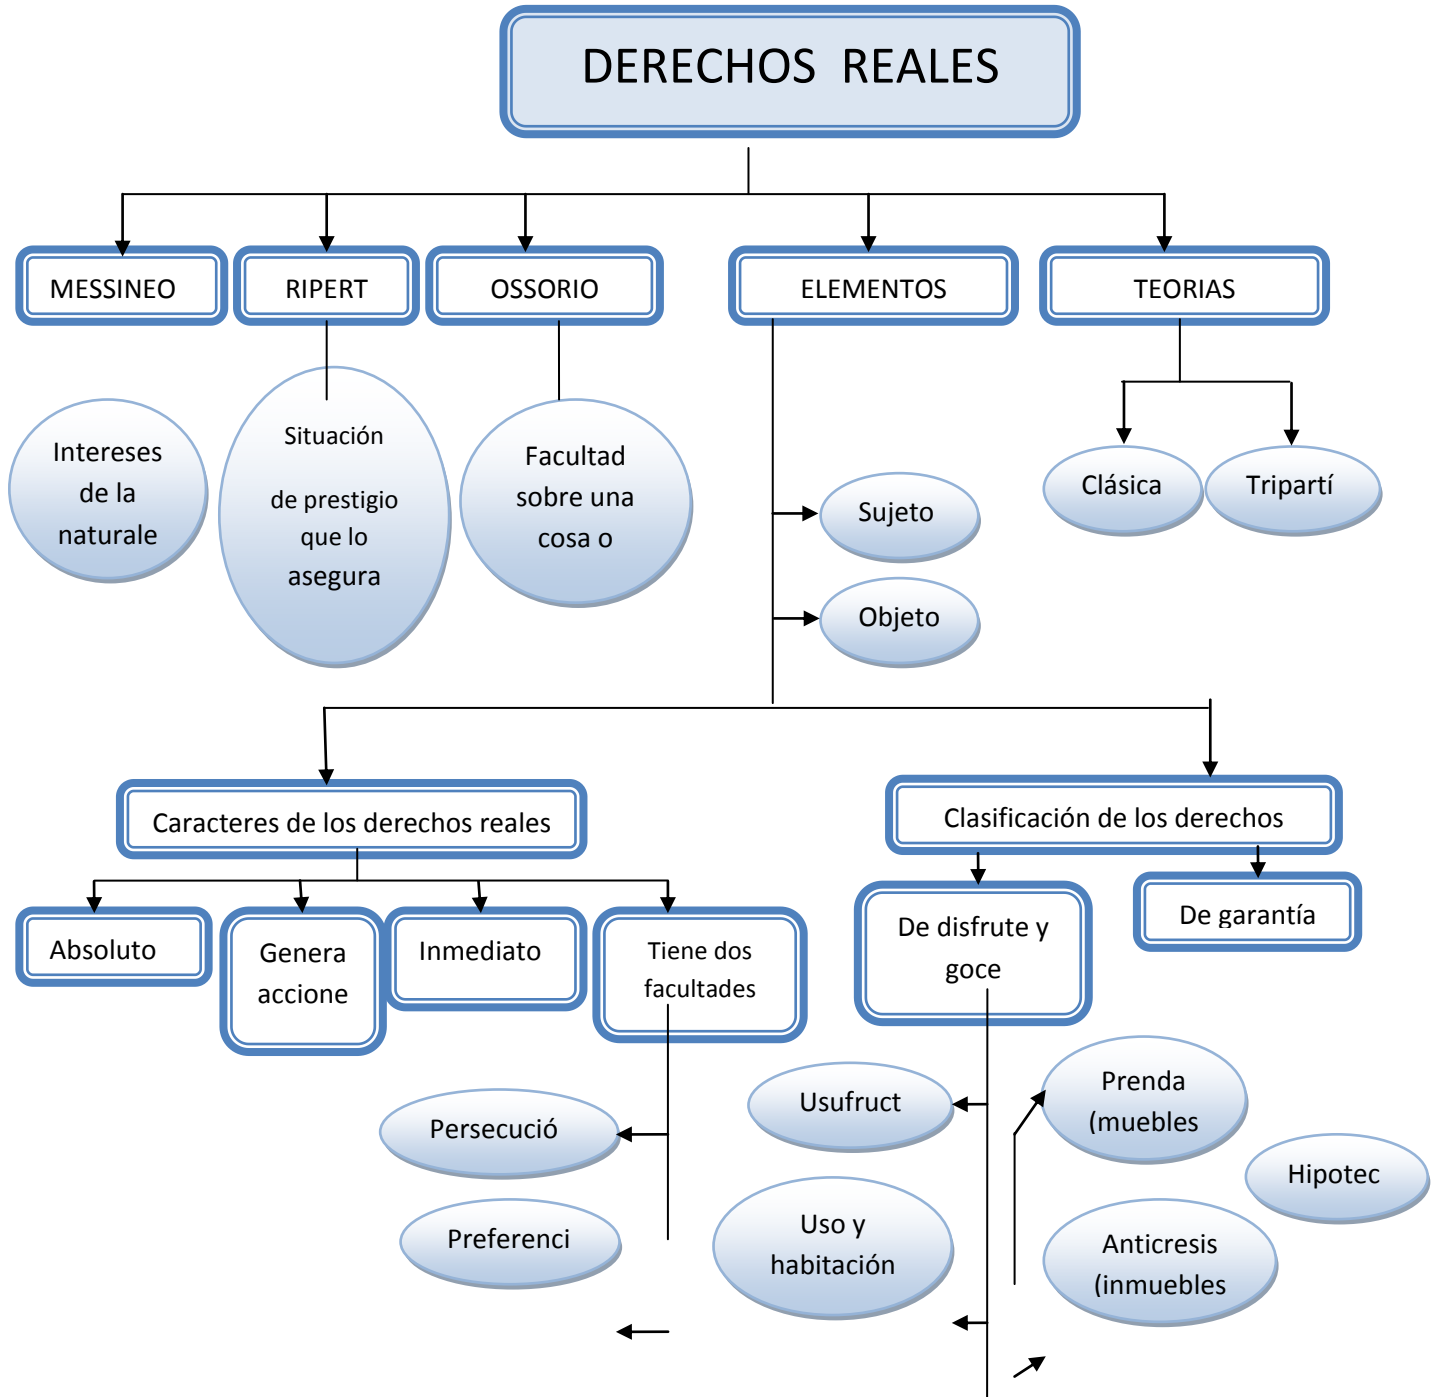 DERECHOS REALES
MESSINEO
RIPERT
OSSORIO
ELEMENTOS
TEORIAS
Intereses
de la
naturale
Situación
de prestigio
que lo
asegura
Facultad
sobre una
cosa o
Sujeto
Objeto
Clásica
Tripartí
Caracteres de los derechos reales
Clasificación de los derechos
Absoluto
Genera
accione
Inmediato
Tiene dos
facultades
De disfrute y
goce
De garantía
Persecució
Preferenci
Usufruct
Uso y
habitación
Prenda
(muebles
Hipotec
Anticresis
(inmuebles